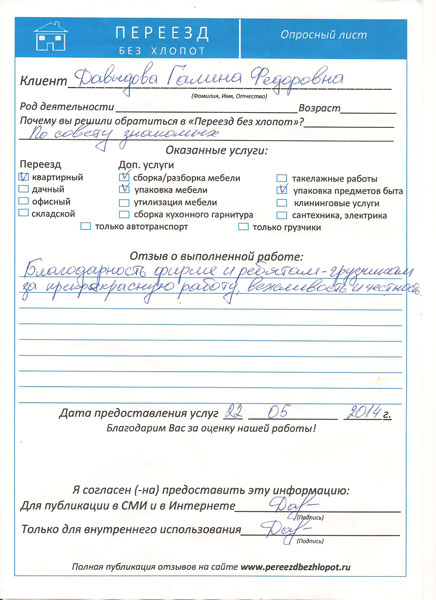 ПЕРЕЕЗД
БЕЗ ХЛОПОТ
Опросный лист
Клиент Давыдова Галина Федоровна
(Фамилия, Имя, Отчество)
Род деятельности Возраст
Почему вы решили обратиться в «Переезд без хлопот»?
По совету знакомых
Оказанные услуги:
Переезд Доп. услуги
квартирный сборка/разборка мебели такелажные работы
дачный упаковка мебели упаковка предметов быта
офисный утилизация мебели клининговые услуги
складской сборка кухонного гарнитура сантехника, электрика
только автотранспорт только грузчики
Отзыв о выполненной работе:
Благодарность фирме и ребятам-грузчикам
за прекрасную работу, вежливость и честность.
Дата предоставления услуг 22 05 2014 г.
Благодарим Вас за оценку нашей работы!
Я согласен (-на) предоставить эту информацию:
Для публикации в СМИ и в Интернете Дав
(Подпись)
Только для внутреннего использования Дав
(Подпись)
Полная публикация отзывов на сайте www.pereezdbezhlopot.ru